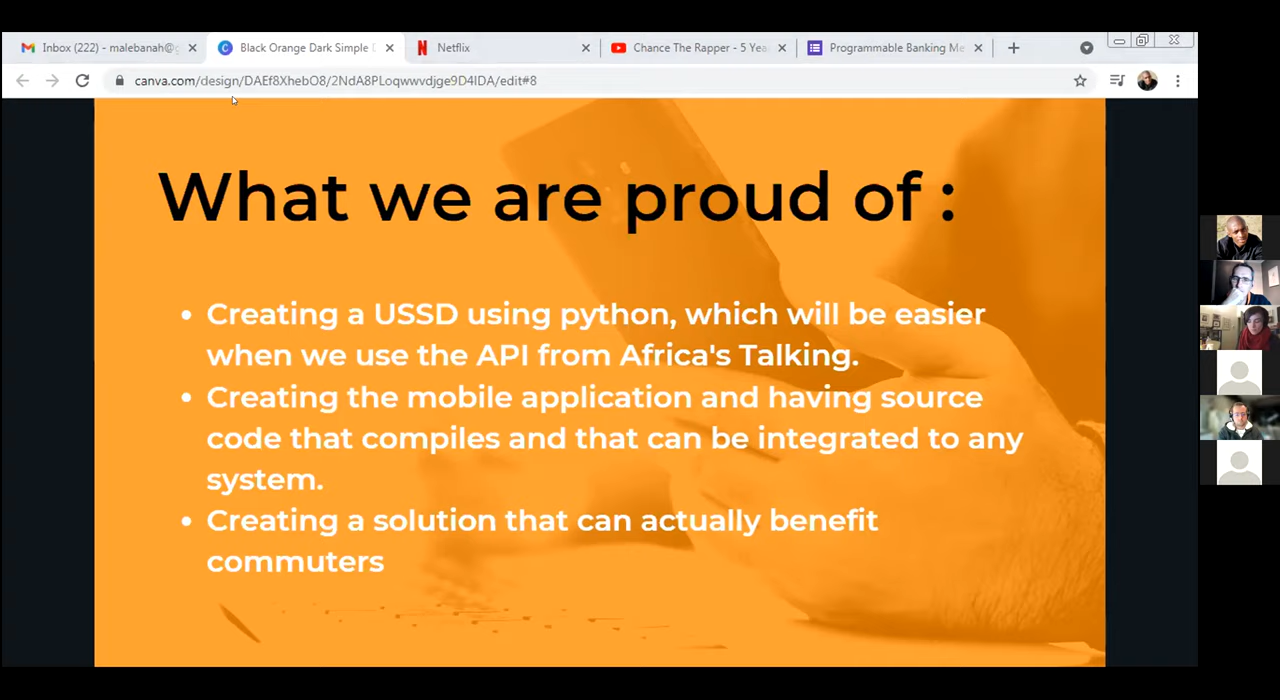 Inbox (222) - malebanah@g
Black Orange Dark Simple
Netflix
Chance The Rapper - 5 Yea
Programmable Banking Me
canva.com/design/DAEf8XhebO8/2NdA8PLoqwwvdjge9D4IDA/edit#8
What we are proud of :
• Creating a USSD using python, which will be easier
when we use the API from Africa's Talking.
• Creating the mobile application and having source
code that compiles and that can be integrated to any
system.
• Creating a solution that can actually benefit
commuters